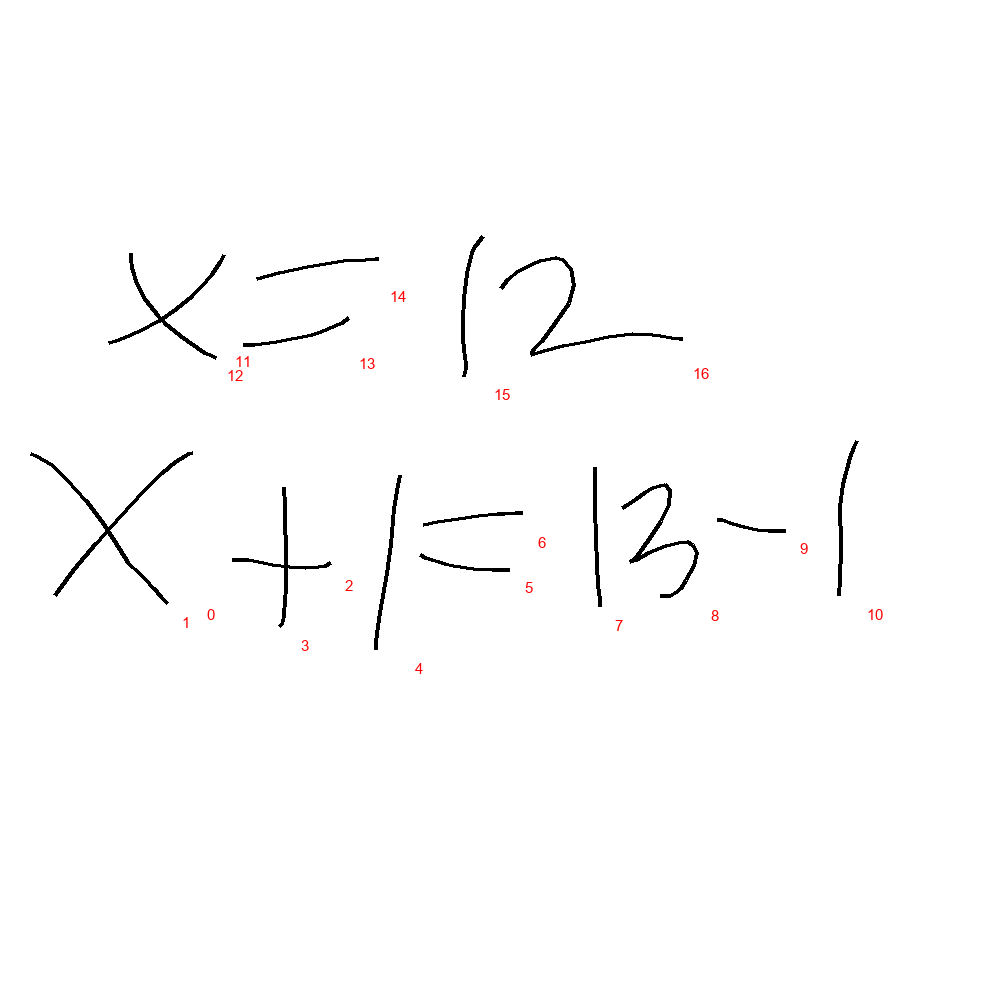 x = 12
x + 1 = 13 - 1